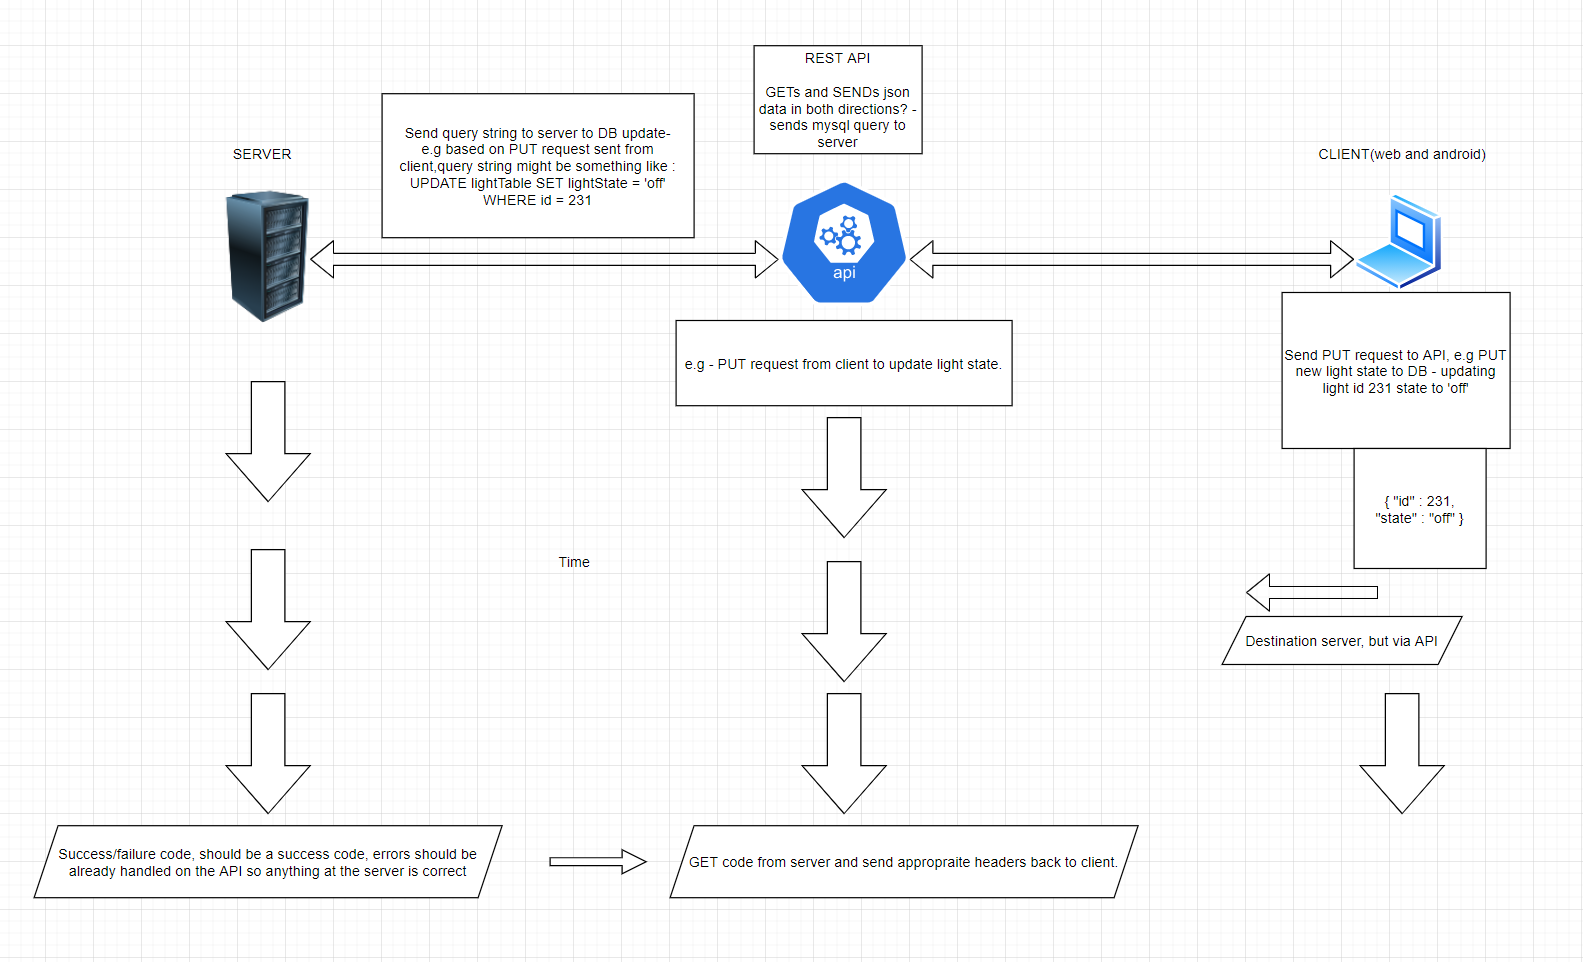 REST API
GETs and SENDs json
data in both directions? -
sends mysql query to
server
Send query string to server to DB update-
e.g based on PUT request sent from
client,query string might be something like :
UPDATE lightTable SET lightState = 'off'
WHERE id = 231
SERVER
CLIENT(web and android)
api
e.g - PUT request from client to update light state.
Send PUT request to API, e.g PUT
new light state to DB - updating
light id 231 state to 'off'
{ "id" : 231,
"state" : "off" }
Time
Destination server, but via API
Success/failure code, should be a success code, errors should be
already handled on the API so anything at the server is correct
GET code from server and send appropraite headers back to client.